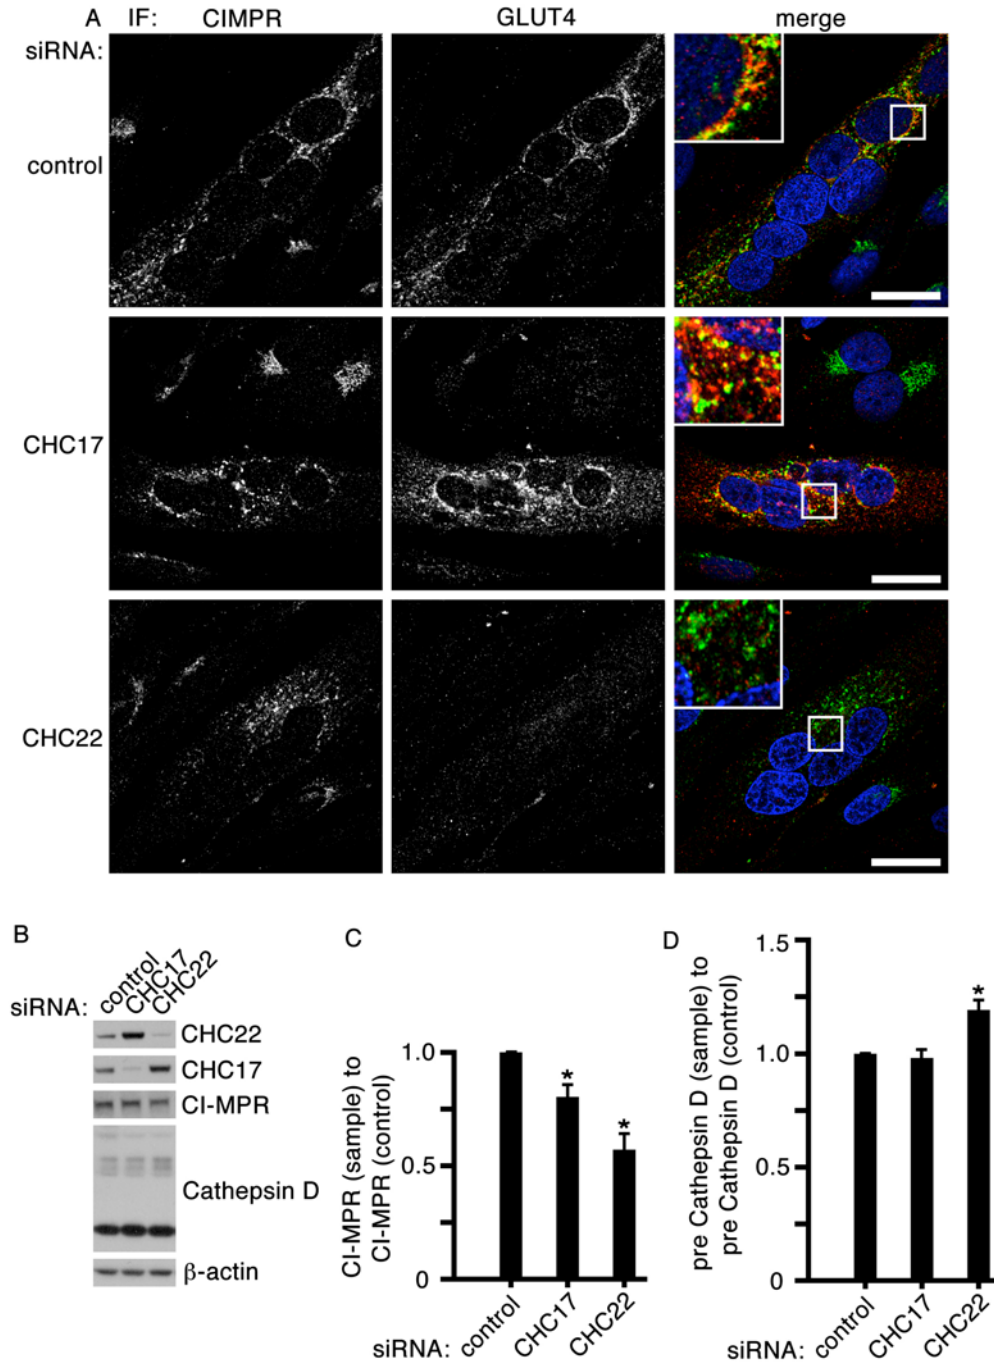 A IF: CIMPR GLUT4 merge
siRNA:
control
CHC17
CHC22
B
siRNA: control CHC17 CHC22
CHC22
CHC17
CI-MPR
Cathepsin D
β-actin
C
CI-MPR (sample) to
CI-MPR (control)
1.0
0.5
0
*
*
siRNA: control CHC17 CHC22
D
pre Cathepsin D (sample) to
pre Cathepsin D (control)
1.5
1.0
0.5
0
*
siRNA: control CHC17 CHC22